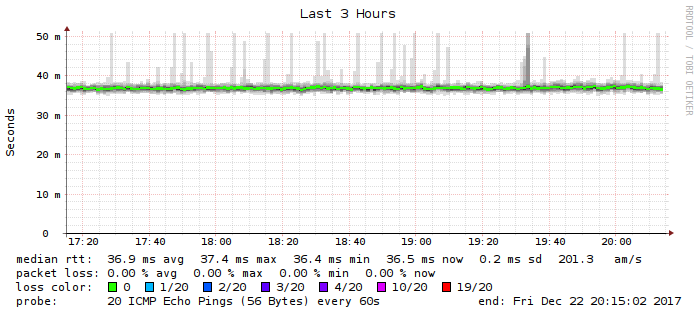 Last 3 Hours
RRDTOOL / TOBI OETIKER
Seconds
50 m
40 m
30 m
20 m
10 m
0
17:20 17:40 18:00 18:20 18:40 19:00 19:20 19:40 20:00
median rtt: 36.9 ms avg 37.4 ms max 36.4 ms min 36.5 ms now 0.2 ms sd 201.3 am/s
packet loss: 0.00 % avg 0.00 % max 0.00 % min 0.00 % now
loss color: 0 1/20 2/20 3/20 4/20 10/20 19/20
probe: 20 ICMP Echo Pings (56 Bytes) every 60s end: Fri Dec 22 20:15:02 2017